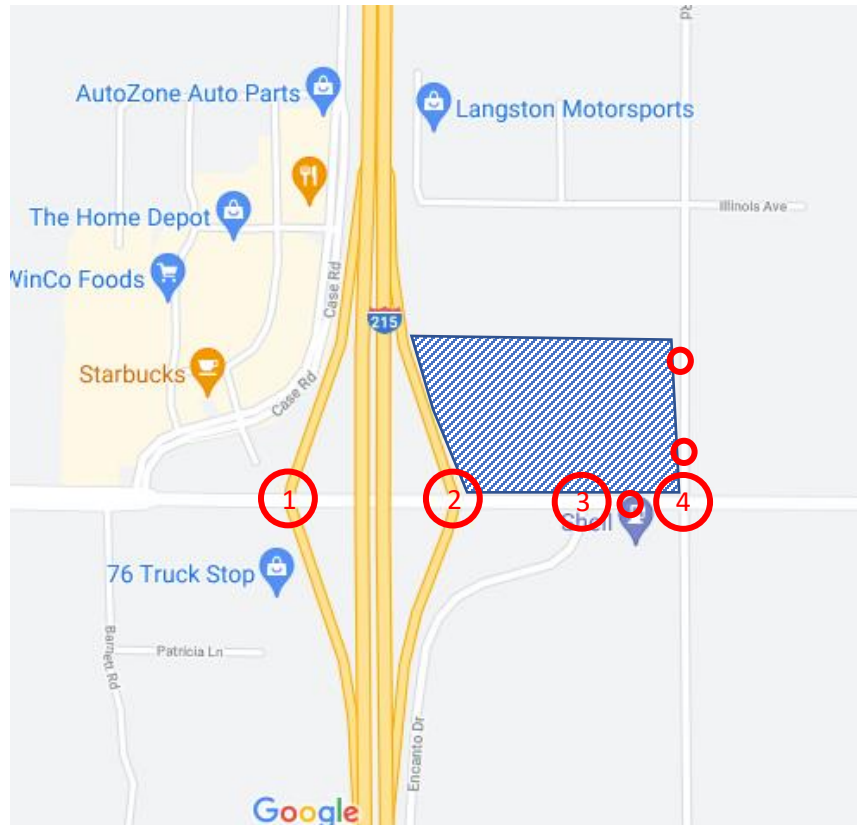 Rd
AutoZone Auto Parts
Langston Motorsports
The Home Depot
Illinois Ave
WinCo Foods
Case Rd
215
Starbucks
Case Rd
1
2
3
4
Shell
76 Truck Stop
Barnett Rd
Patricia Ln
Encanto Dr
Google